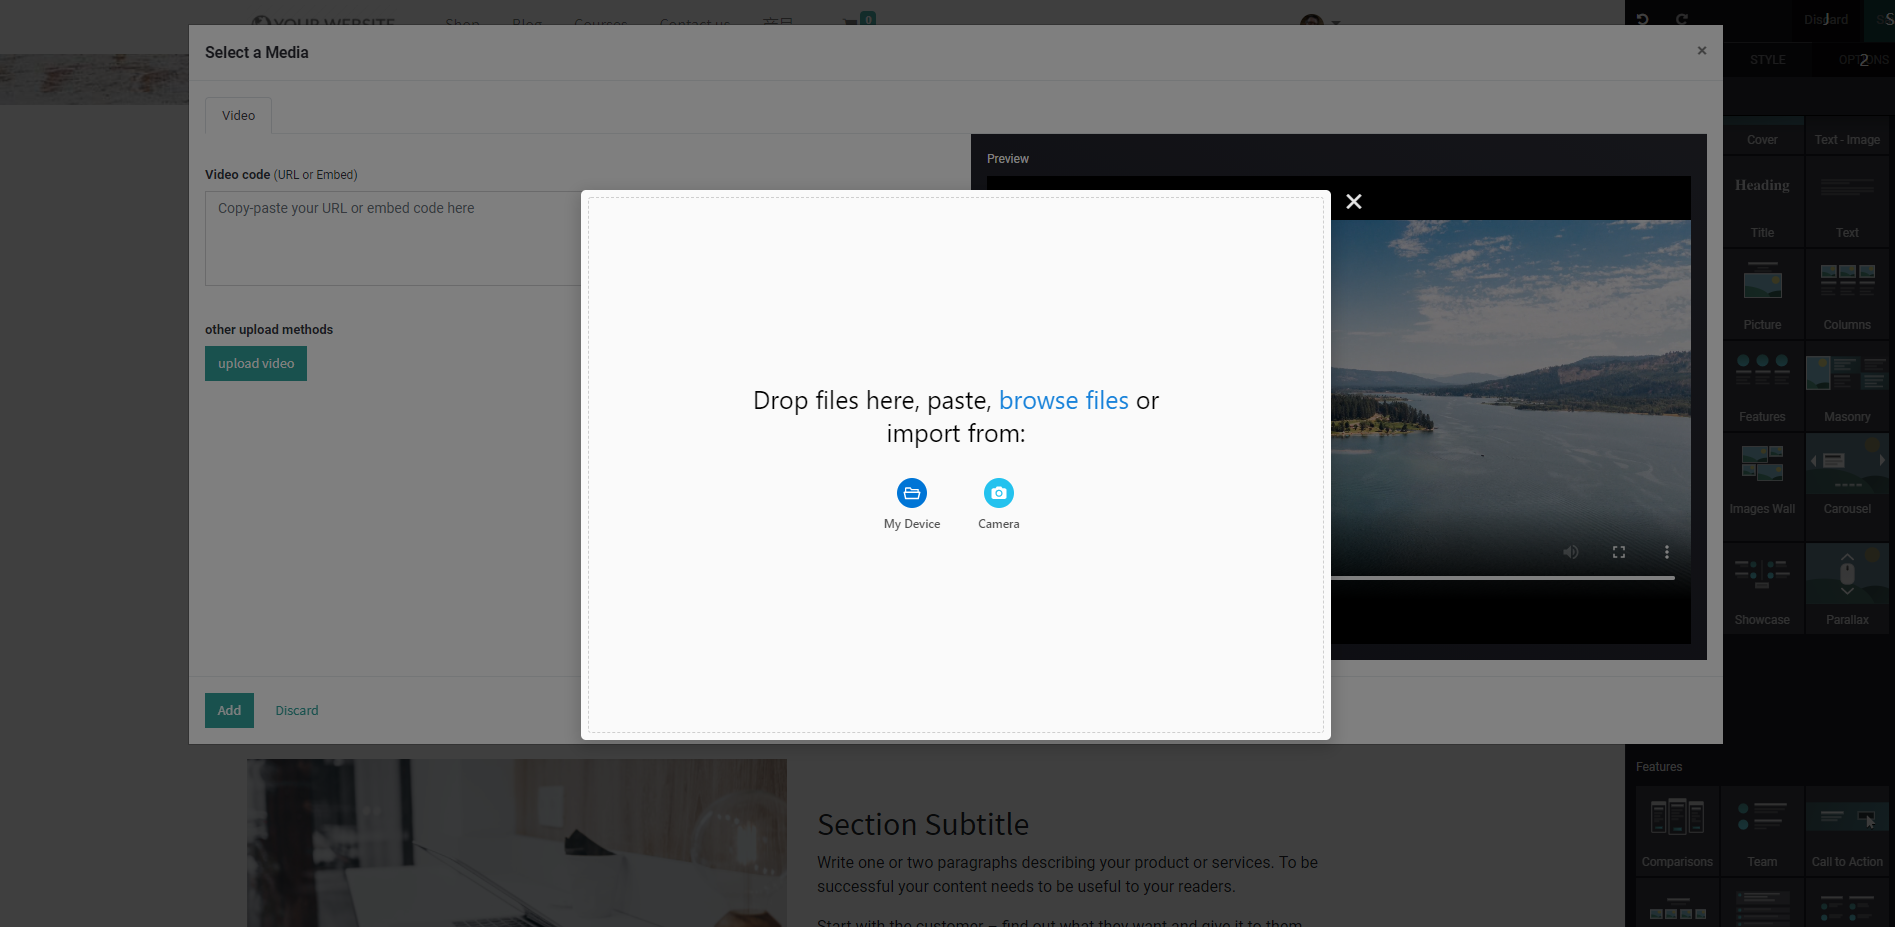 YOUR WEBSITE
Shop
Blog
Courses
Contact us
商品
0
Discard
S
Select a Media
×
STYLE
OPTIONS
2
Video
Cover
Text - Image
Preview
Video code (URL or Embed)
Copy-paste your URL or embed code here
Heading
Title
Text
other upload methods
upload video
Picture
Columns
Drop files here, paste, browse files or
import from:
My Device
Camera
Features
Masonry
Images Wall
Carousel
Showcase
Parallax
Add
Discard
Features
Section Subtitle
Write one or two paragraphs describing your product or services. To be
successful your content needs to be useful to your readers.
Comparisons
Team
Call to Action
Start with the customer – find out what they want and give it to them.